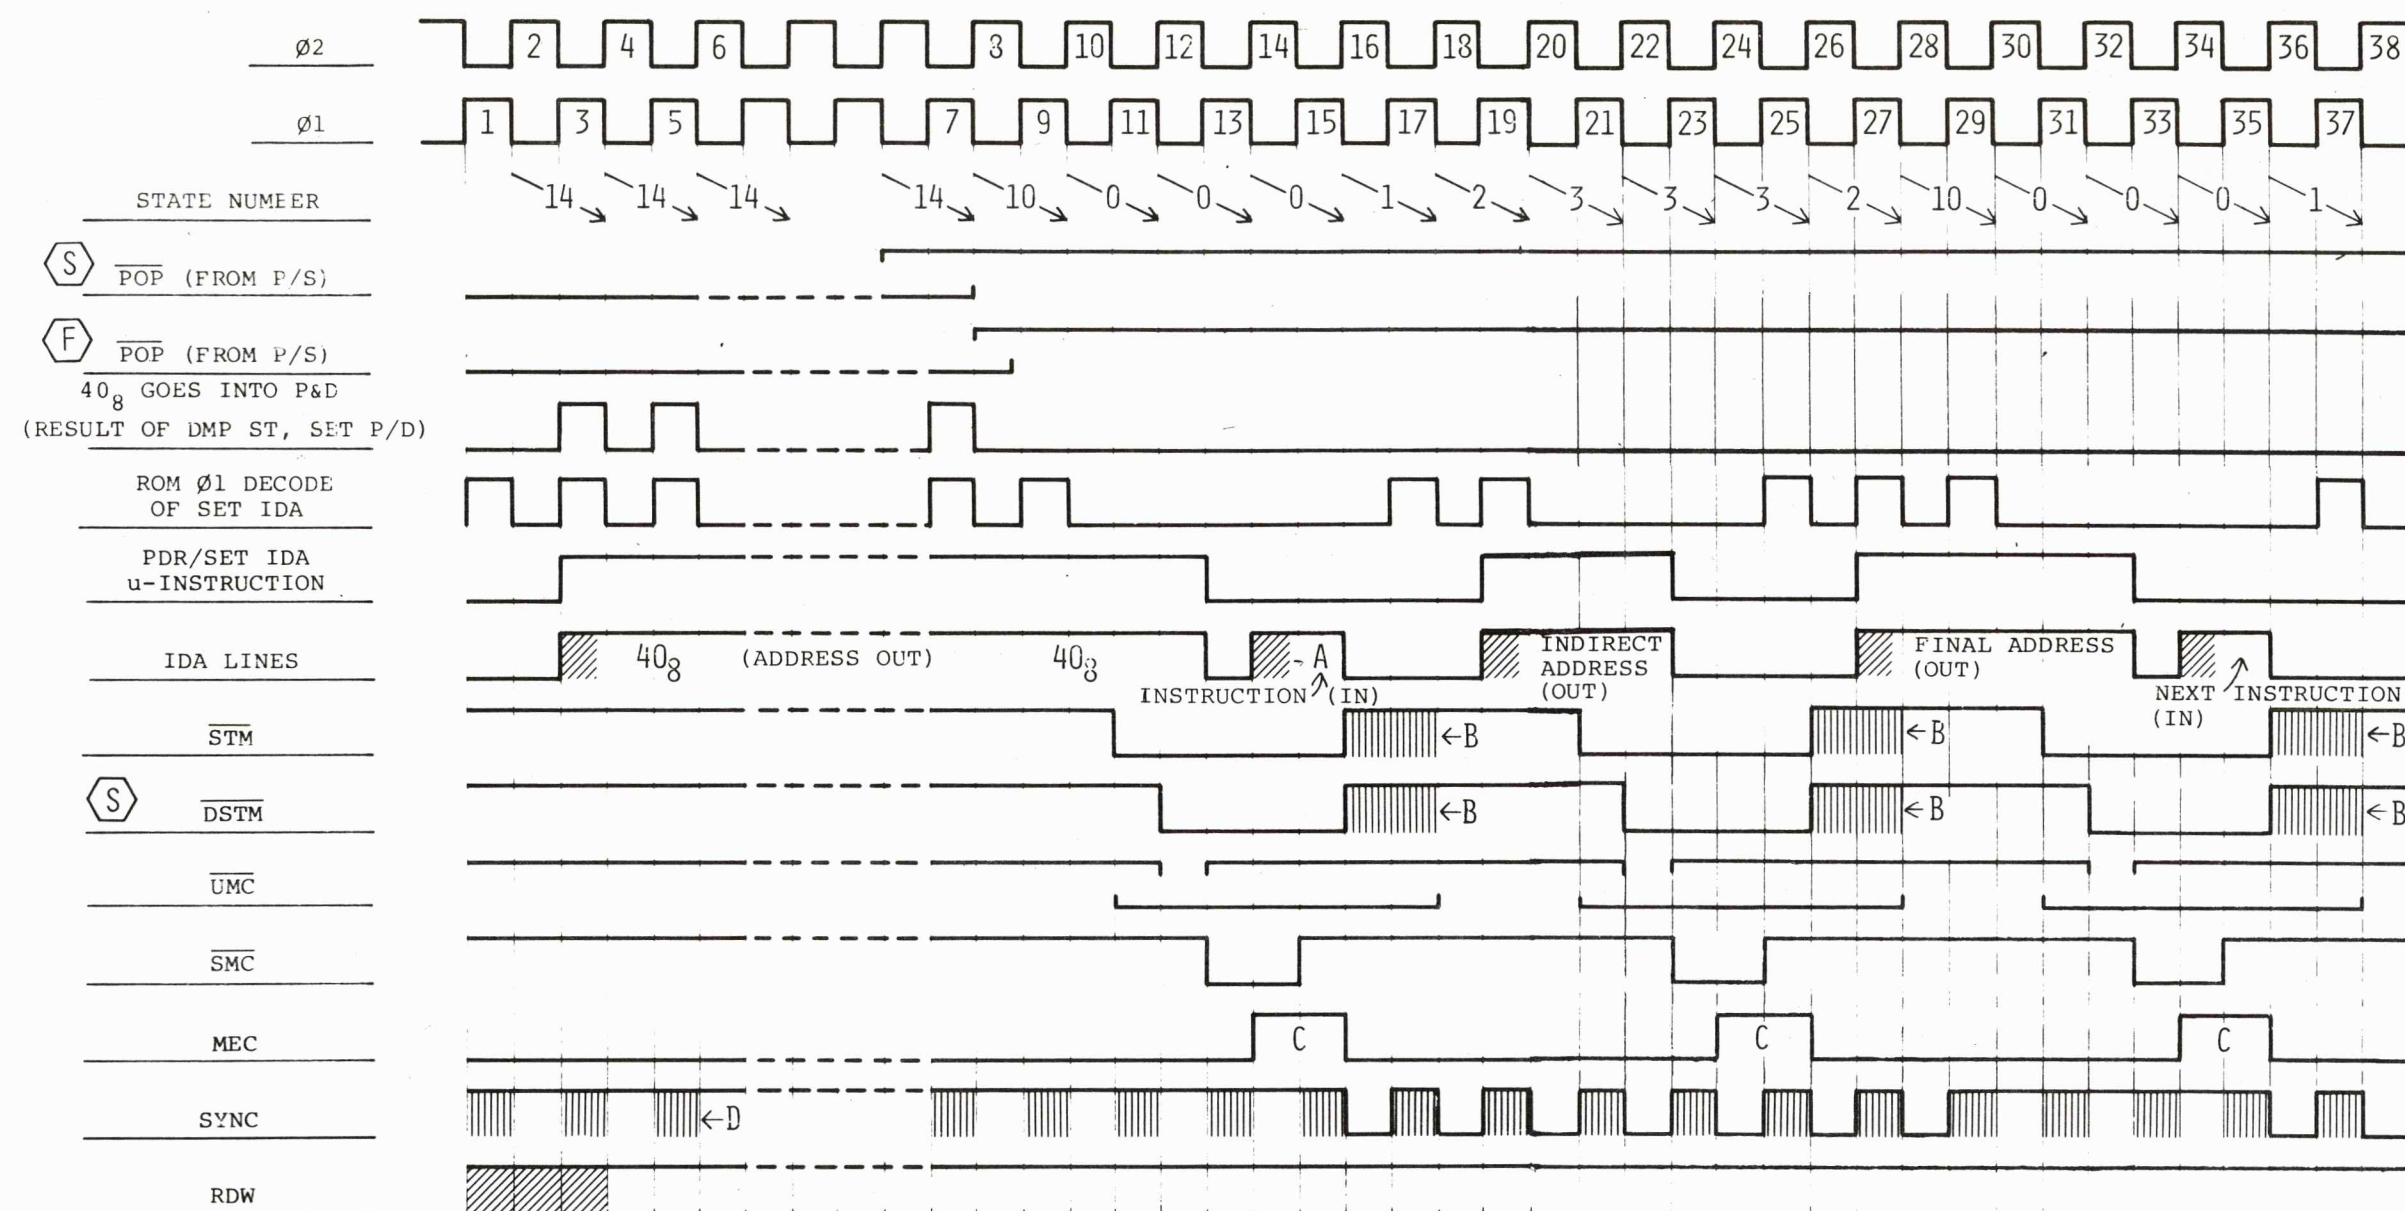 Ø2 2 4 6 8 10 12 14 16 18 20 22 24 26 28 30 32 34 36 38
Ø1 1 3 5 7 9 11 13 15 17 19 21 23 25 27 29 31 33 35 37
STATE NUMBER 14 14 14 14 10 0 0 0 1 2 3 3 3 2 10 0 0 0 1
S POP (FROM P/S)
F POP (FROM P/S)
40₈ GOES INTO P&D
(RESULT OF DMP ST, SET P/D)
ROM Ø1 DECODE
OF SET IDA
PDR/SET IDA
u-INSTRUCTION
IDA LINES 40₈ (ADDRESS OUT) 40₈ A
INSTRUCTION (IN)
INDIRECT
ADDRESS
(OUT)
FINAL ADDRESS
(OUT)
NEXT INSTRUCTION
(IN)
STM ←B ←B ←B
S DSTM ←B ←B ←B
UMC
SMC
MEC C C C
SYNC ←D
RDW